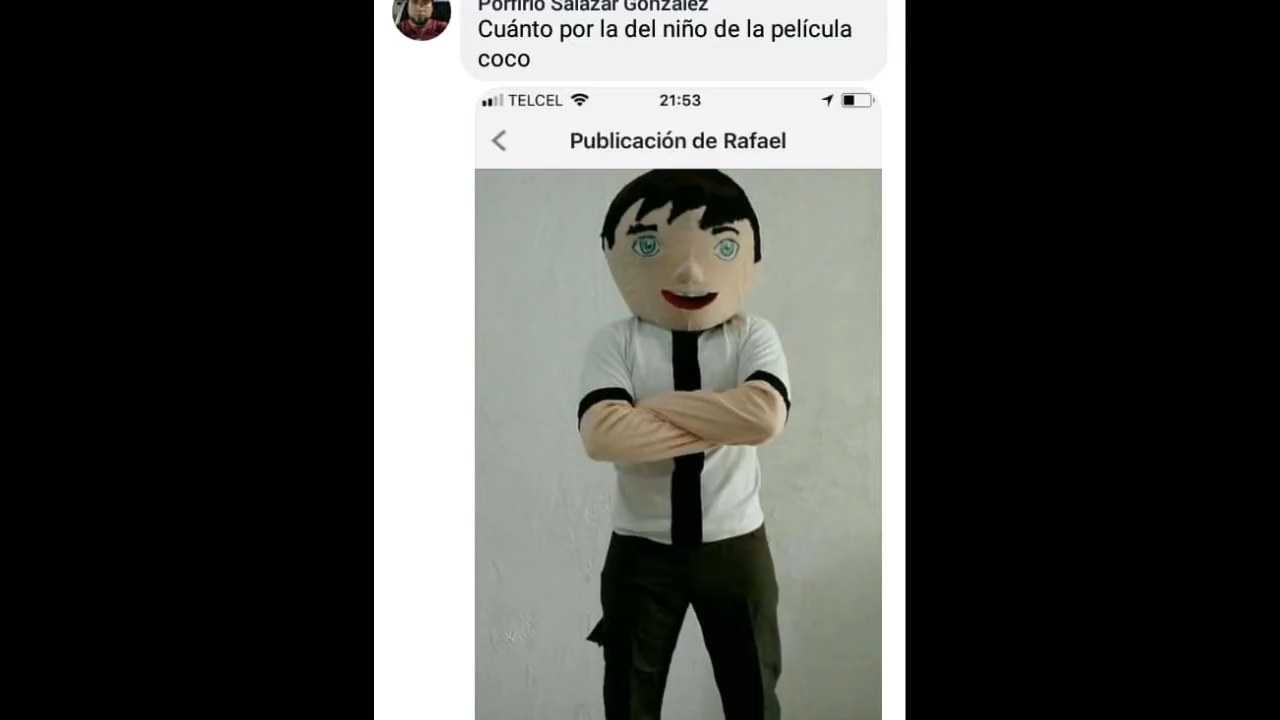 Porfirio Salazar González
Cuánto por la del niño de la película
coco
TELCEL 21:53
Publicación de Rafael